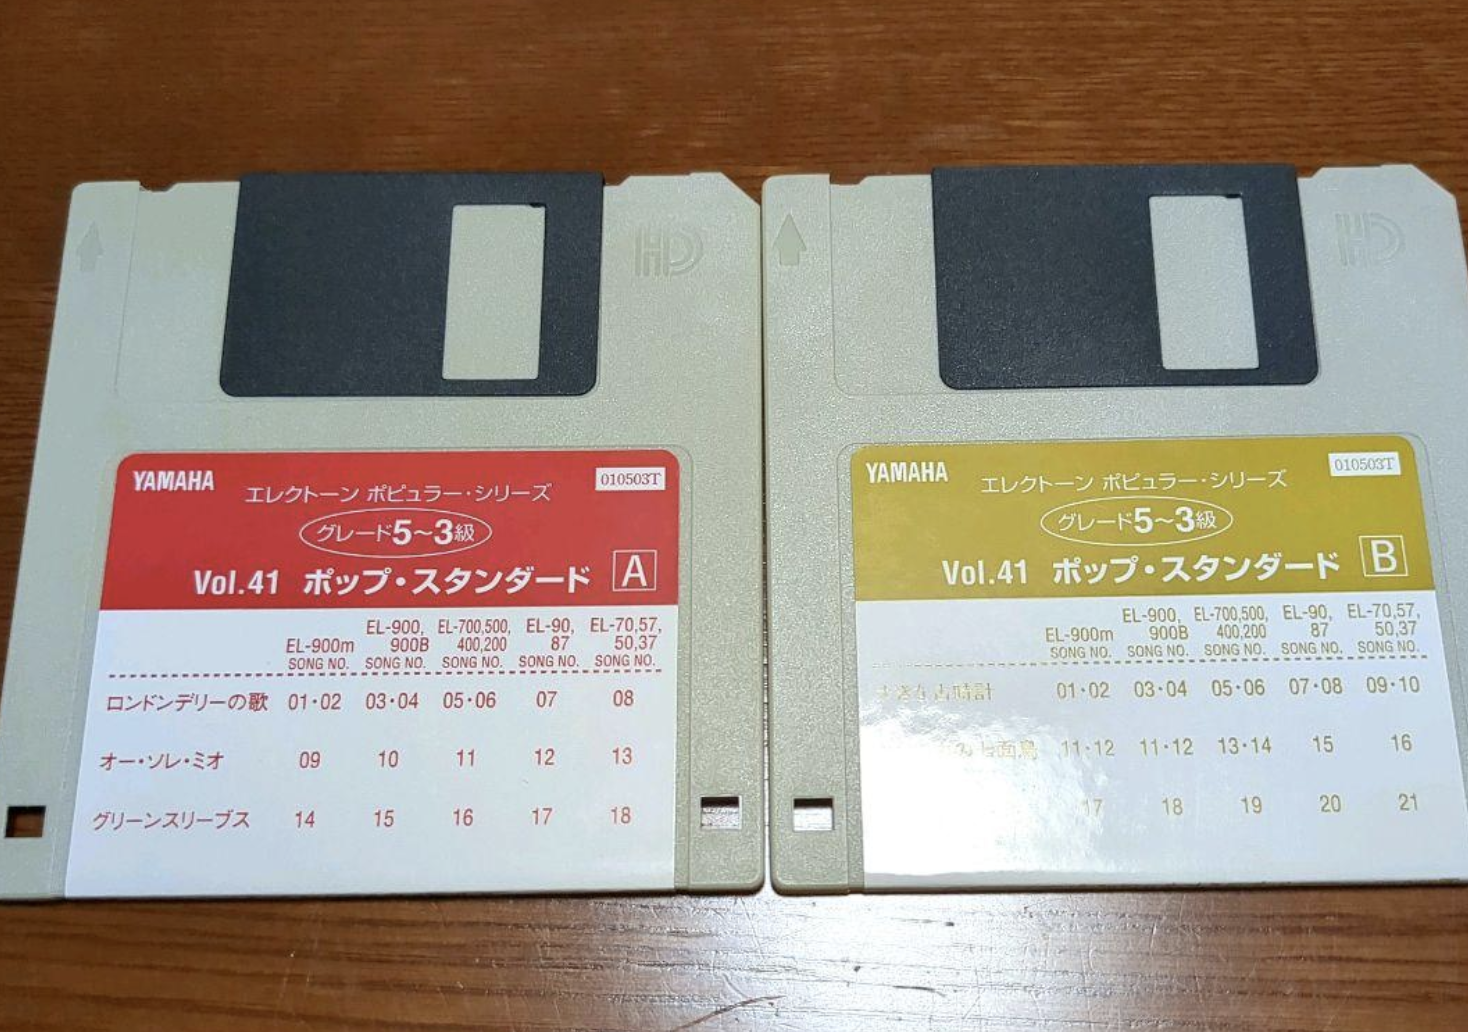 HD
YAMAHA
010503T
エレクトーン ポピュラー・シリーズ
グレード5～3級
Vol.41 ポップ・スタンダード A
EL-900m EL-900, 900B EL-700,500, 400,200 EL-90, 87 EL-70,57, 50,37
SONG NO. SONG NO. SONG NO. SONG NO. SONG NO.
ロンドンデリーの歌 01・02 03・04 05・06 07 08
オー・ソレ・ミオ 09 10 11 12 13
グリーンスリーブス 14 15 16 17 18
HD
YAMAHA
010503T
エレクトーン ポピュラー・シリーズ
グレード5～3級
Vol.41 ポップ・スタンダード B
EL-900m EL-900, 900B EL-700,500, 400,200 EL-90, 87 EL-70,57, 50,37
SONG NO. SONG NO. SONG NO. SONG NO. SONG NO.
古時計 01・02 03・04 05・06 07・08 09・10
11・12 11・12 13・14 15 16
17 18 19 20 21